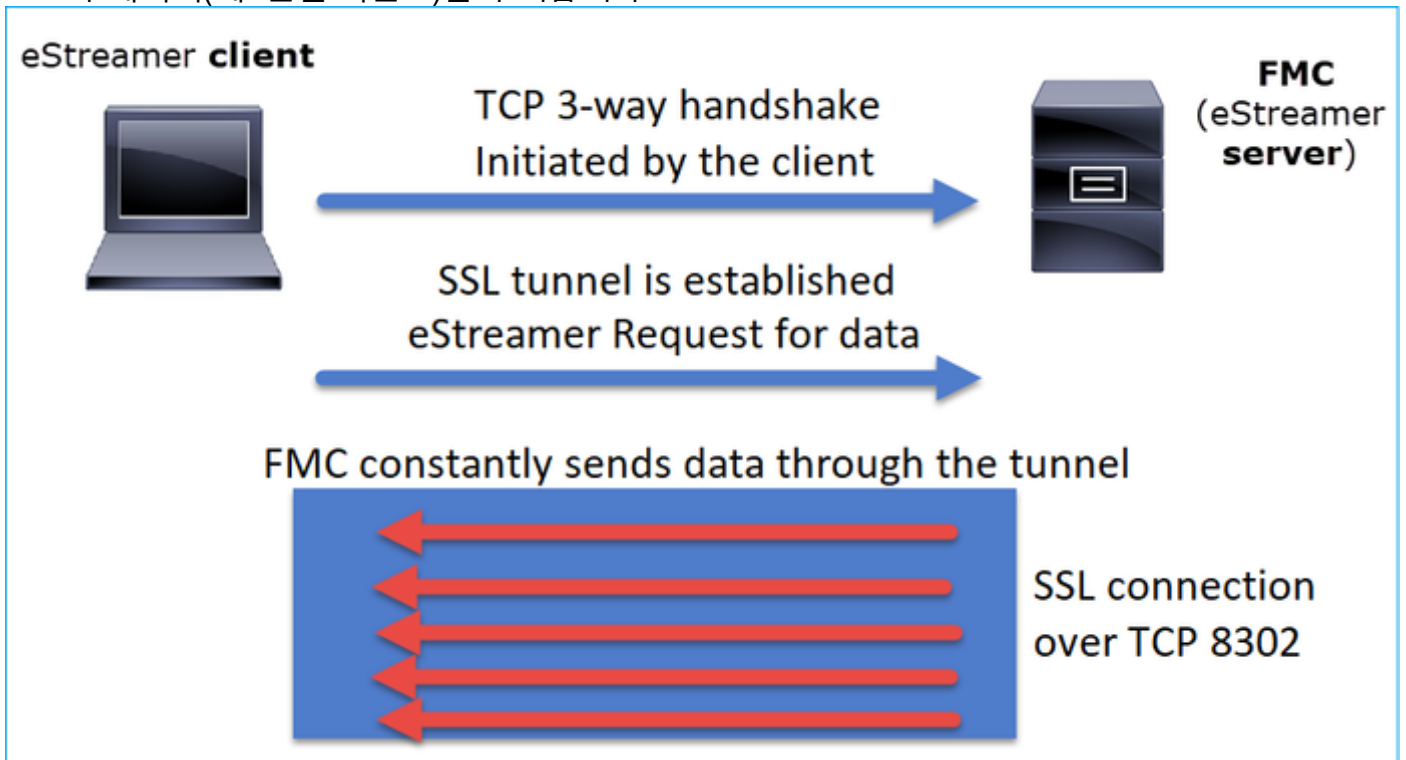 eStreamer client
FMC
(eStreamer
server)
TCP 3-way handshake
Initiated by the client
SSL tunnel is established
eStreamer Request for data
FMC constantly sends data through the tunnel
SSL connection
over TCP 8302